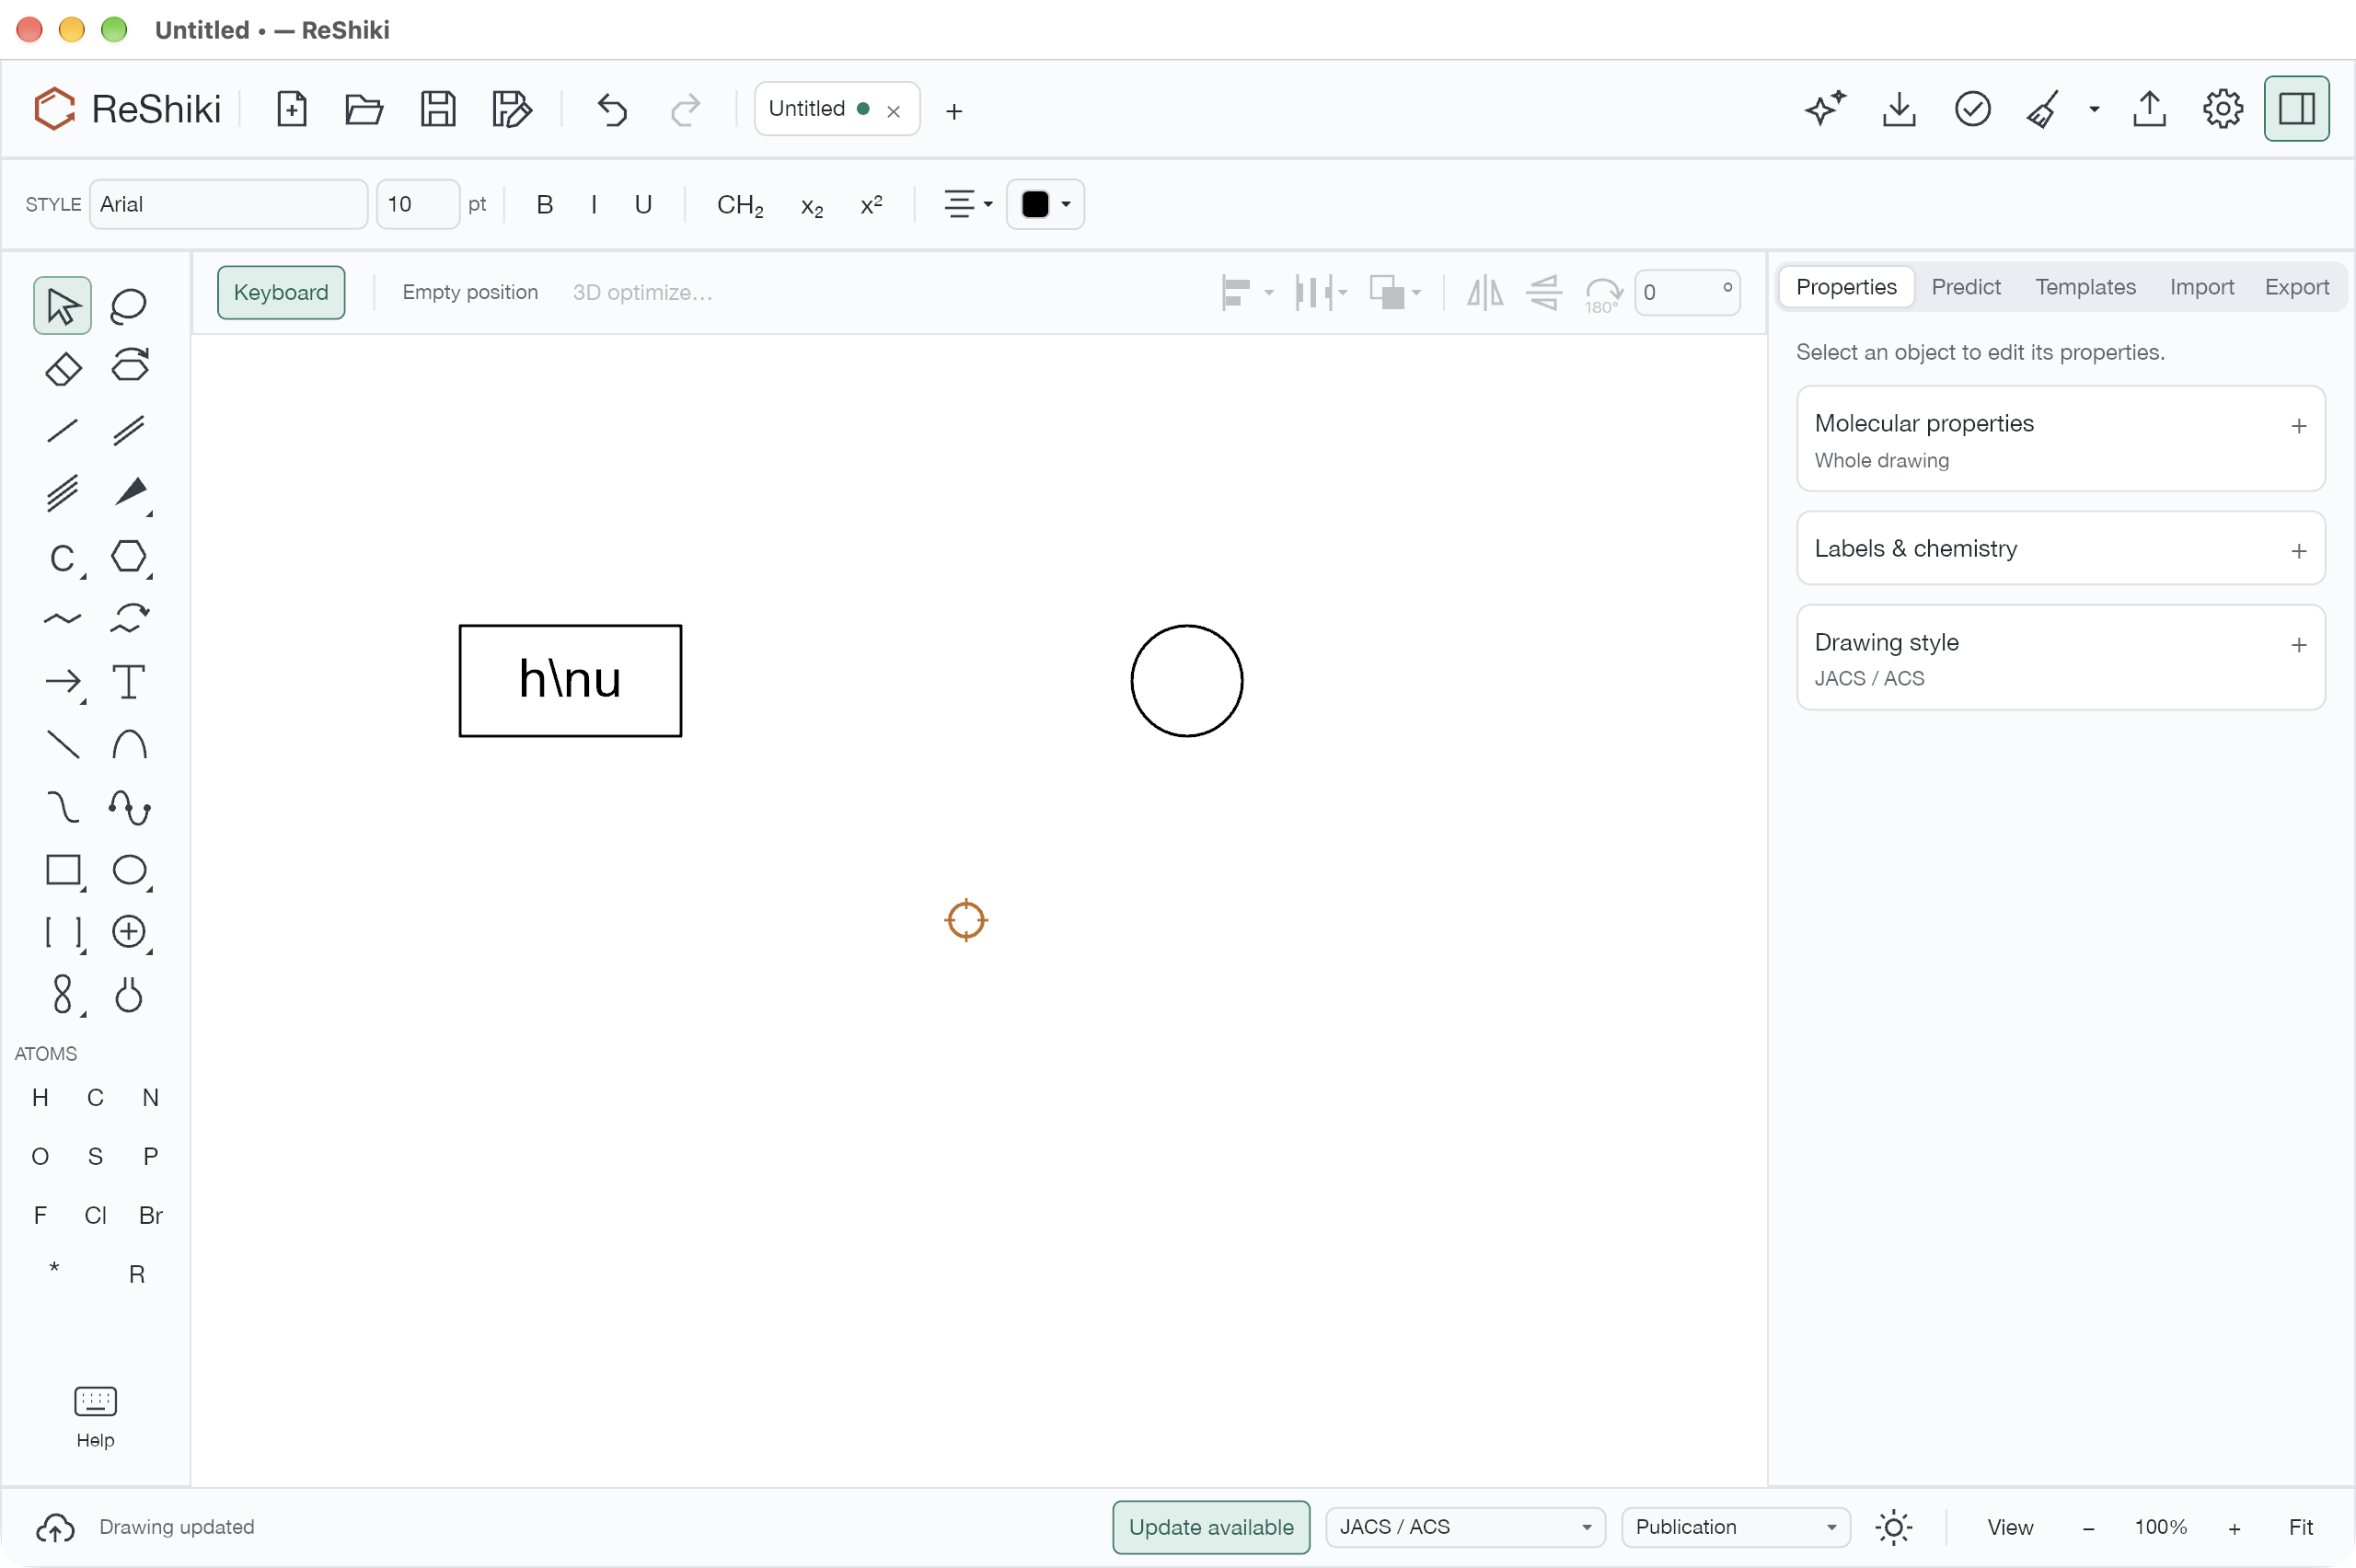 Untitled • — ReShiki
ReShiki
Untitled
STYLE Arial 10 pt B I U CH₂ x₂ x²
Keyboard Empty position 3D optimize... 180° 0 °
Properties Predict Templates Import Export
Select an object to edit its properties.
Molecular properties
Whole drawing
Labels & chemistry
Drawing style
JACS / ACS
C
T
h\nu
ATOMS
H C N
O S P
F Cl Br
* R
Help
Drawing updated Update available JACS / ACS Publication View – 100% + Fit